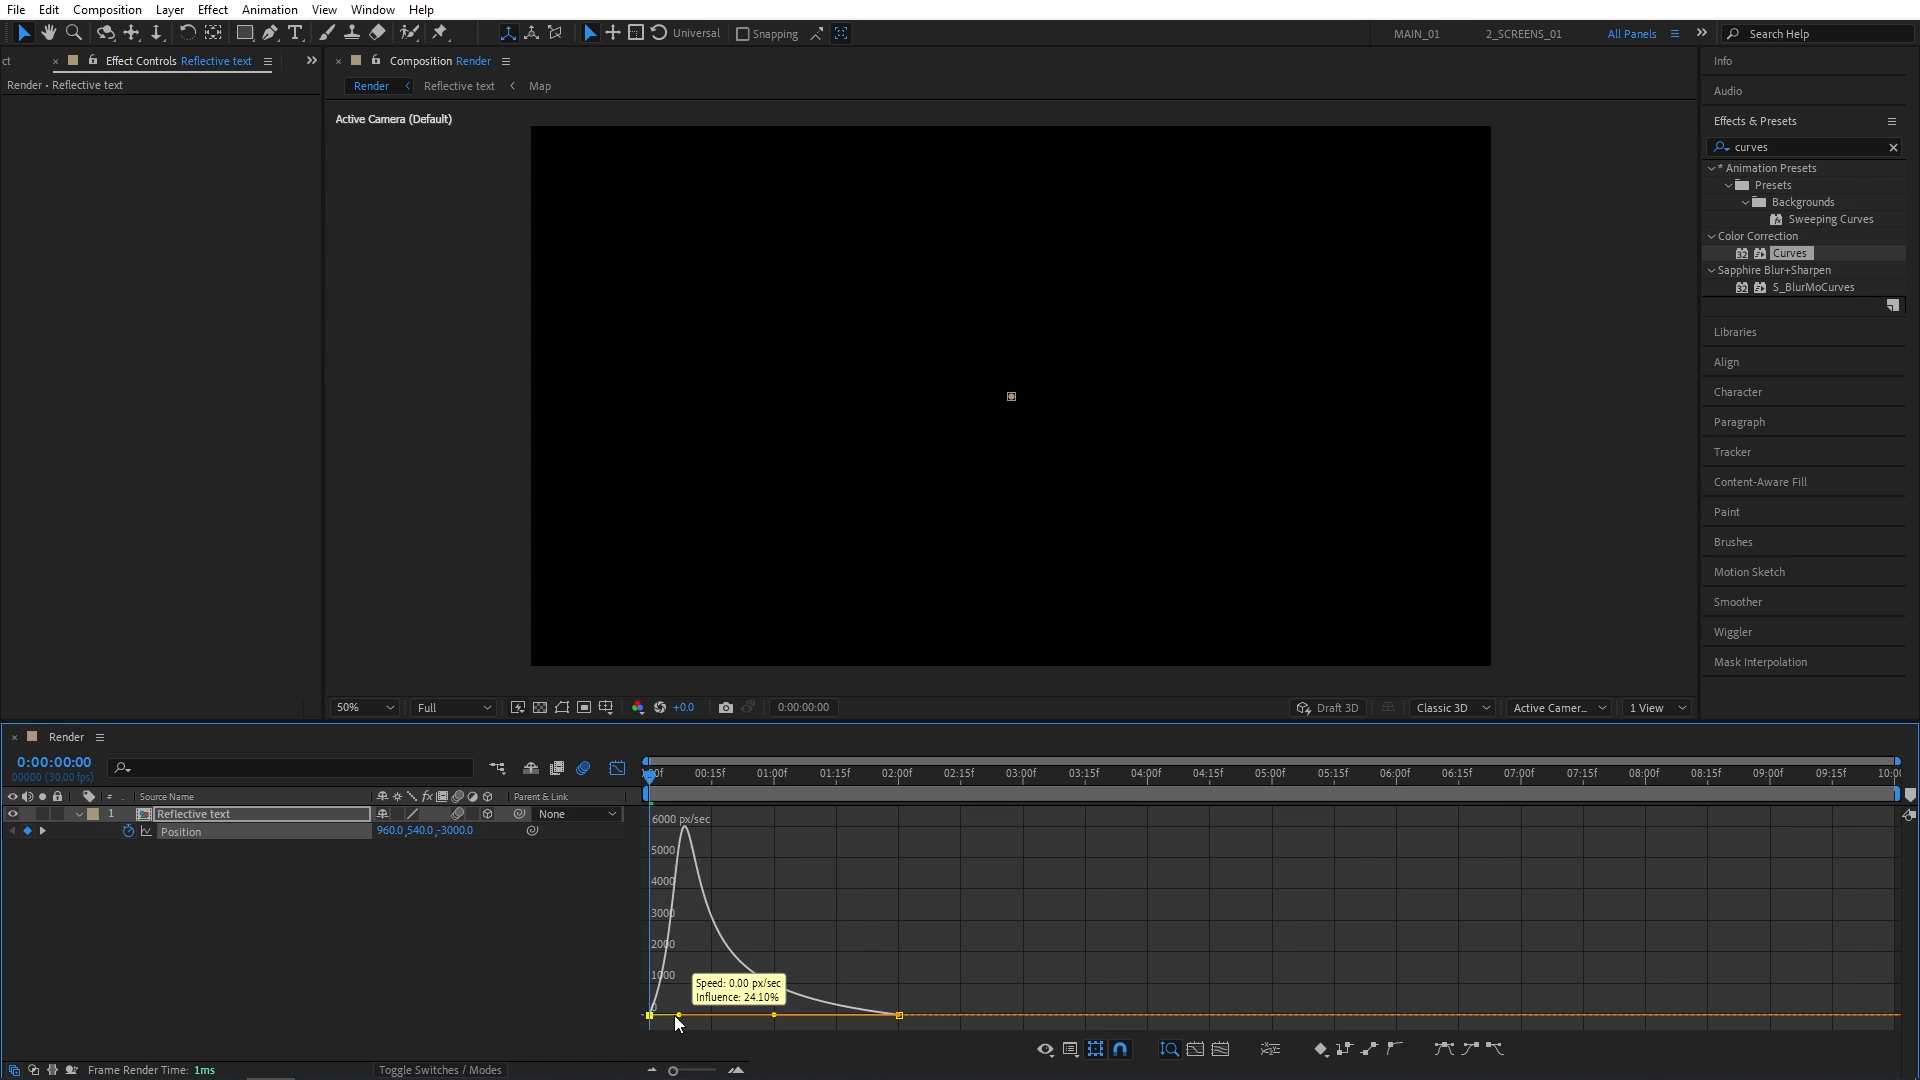 File Edit Composition Layer Effect Animation View Window Help
Universal Snapping MAIN_01 2_SCREENS_01 All Panels Search Help
ct Effect Controls Reflective text
Render • Reflective text
Composition Render
Render Reflective text Map
Active Camera (Default)
Info
Audio
Effects & Presets
curves
* Animation Presets
Presets
Backgrounds
Sweeping Curves
Color Correction
32 Curves
Sapphire Blur+Sharpen
32 S_BlurMoCurves
Libraries
Align
Character
Paragraph
Tracker
Content-Aware Fill
Paint
Brushes
Motion Sketch
Smoother
Wiggler
Mask Interpolation
50% Full +0.0 0:00:00:00 Draft 3D Classic 3D Active Camer... 1 View
Render
0:00:00:00
00000 (30.00 fps)
00f 00:15f 01:00f 01:15f 02:00f 02:15f 03:00f 03:15f 04:00f 04:15f 05:00f 05:15f 06:00f 06:15f 07:00f 07:15f 08:00f 08:15f 09:00f 09:15f 10:00
# Source Name fx Parent & Link
1 Reflective text None
Position 960.0 ,540.0 ,-3000.0
6000 px/sec
5000
4000
3000
2000
1000
0
Speed: 0.00 px/sec
Influence: 24.10%
Frame Render Time: 1ms Toggle Switches / Modes